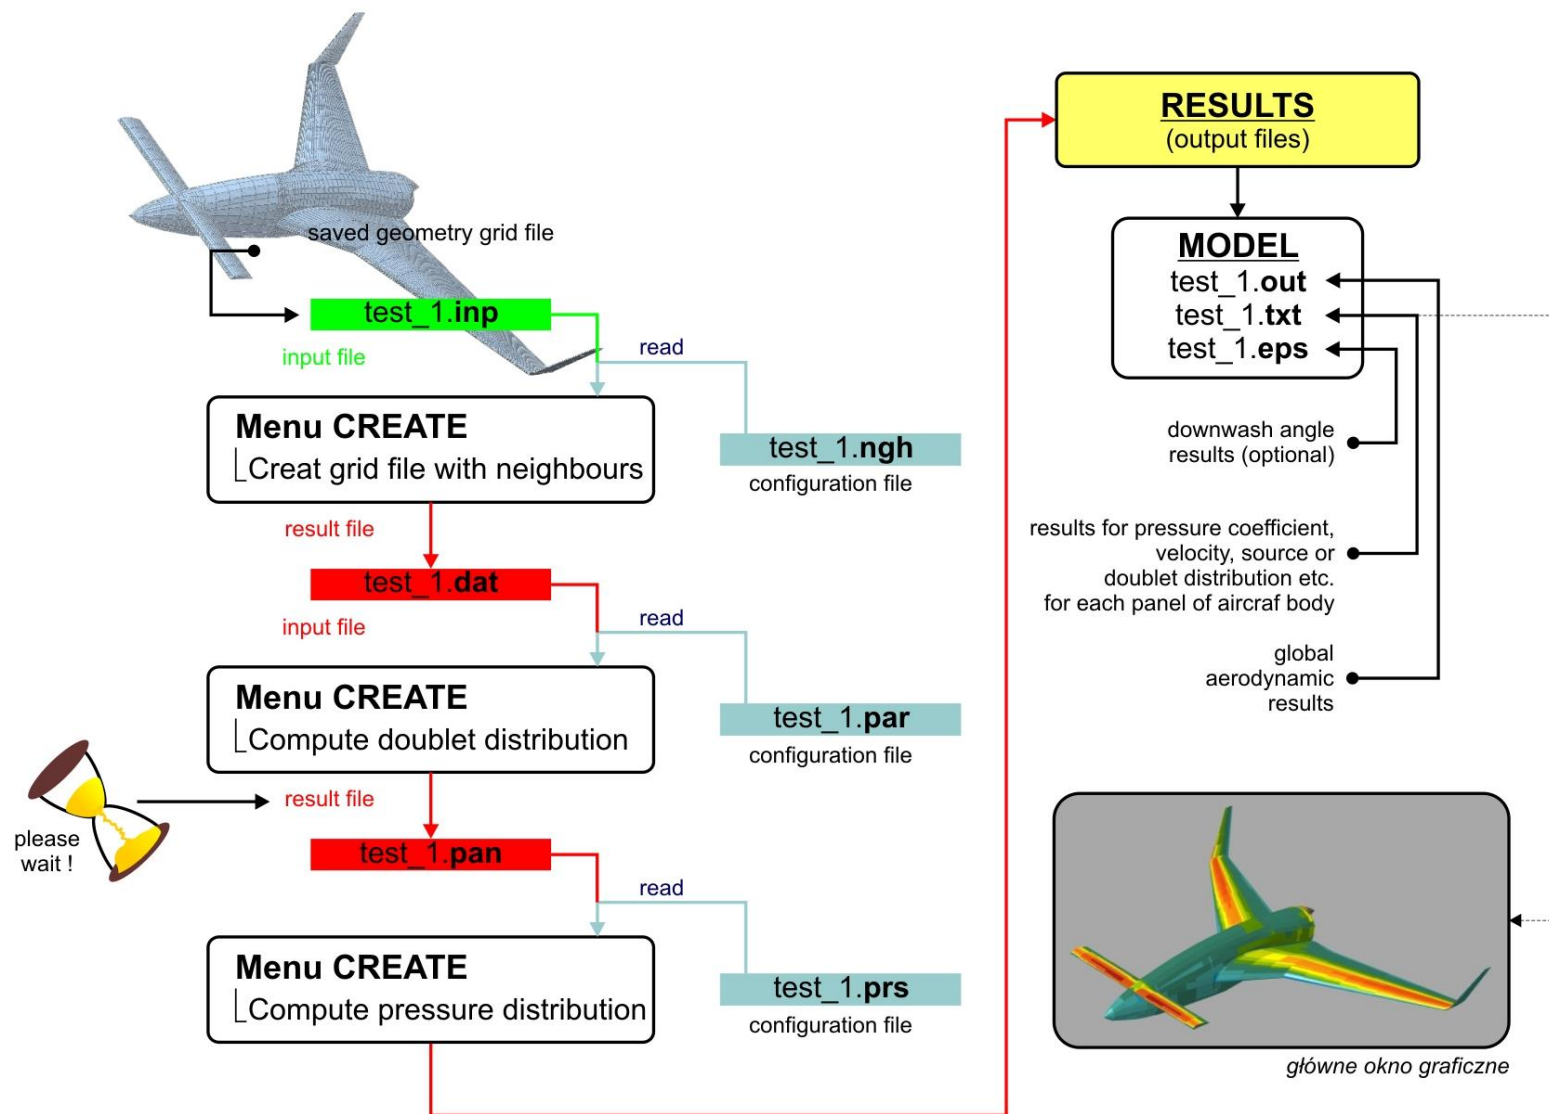 saved geometry grid file
test_1.inp
input file
read
Menu CREATE
Creat grid file with neighbours
test_1.ngh
configuration file
result file
test_1.dat
input file
read
Menu CREATE
Compute doublet distribution
test_1.par
configuration file
please
wait !
result file
test_1.pan
read
Menu CREATE
Compute pressure distribution
test_1.prs
configuration file
RESULTS
(output files)
MODEL
test_1.out
test_1.txt
test_1.eps
downwash angle
results (optional)
results for pressure coefficient,
velocity, source or
doublet distribution etc.
for each panel of aircraf body
global
aerodynamic
results
główne okno graficzne